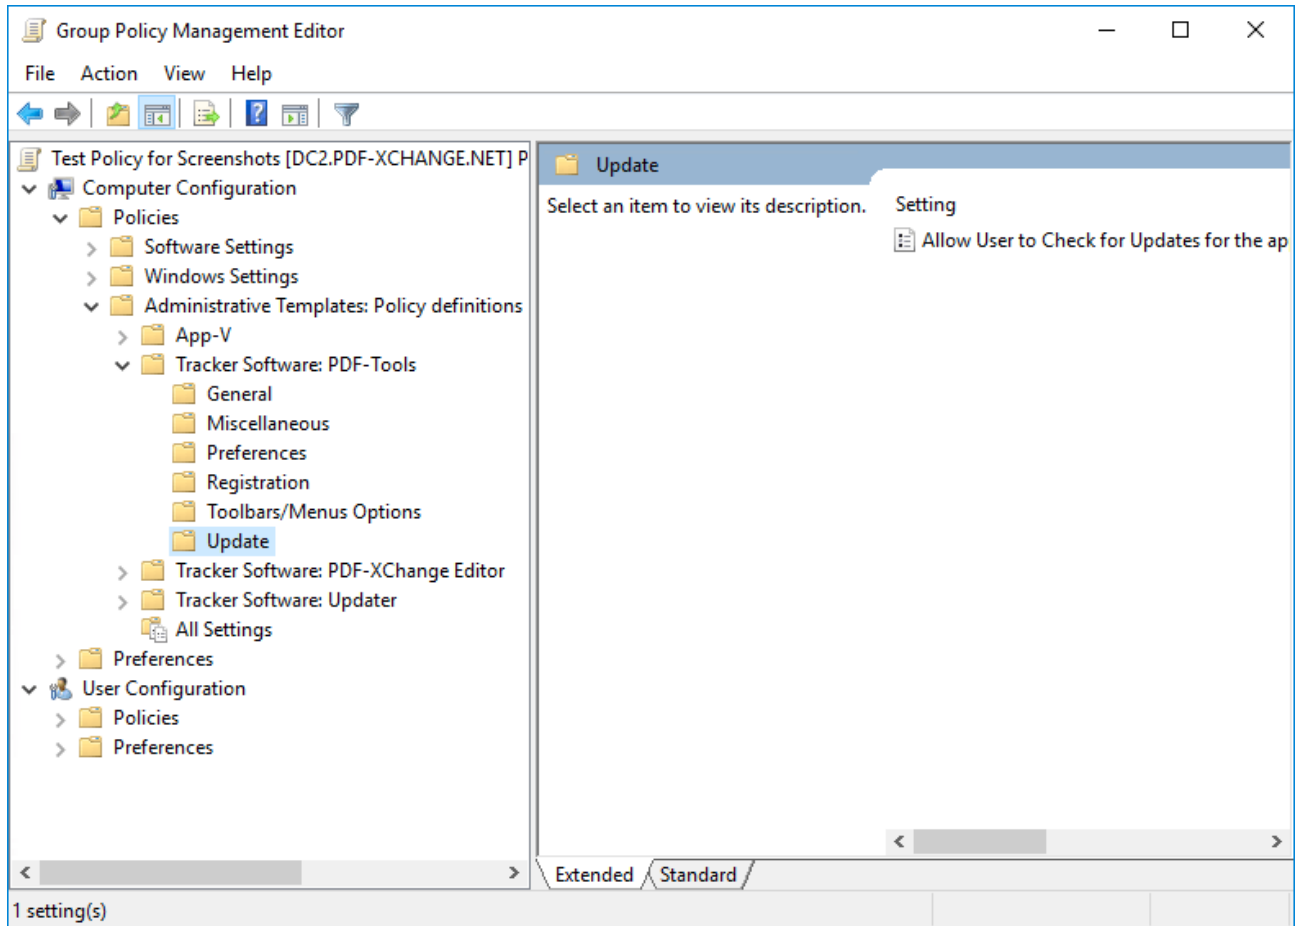 Group Policy Management Editor
File Action View Help
Test Policy for Screenshots [DC2.PDF-XCHANGE.NET] P
Computer Configuration
Policies
Software Settings
Windows Settings
Administrative Templates: Policy definitions
App-V
Tracker Software: PDF-Tools
General
Miscellaneous
Preferences
Registration
Toolbars/Menus Options
Update
Tracker Software: PDF-XChange Editor
Tracker Software: Updater
All Settings
Preferences
User Configuration
Policies
Preferences
Update
Select an item to view its description.
Setting
Allow User to Check for Updates for the ap
Extended Standard
1 setting(s)